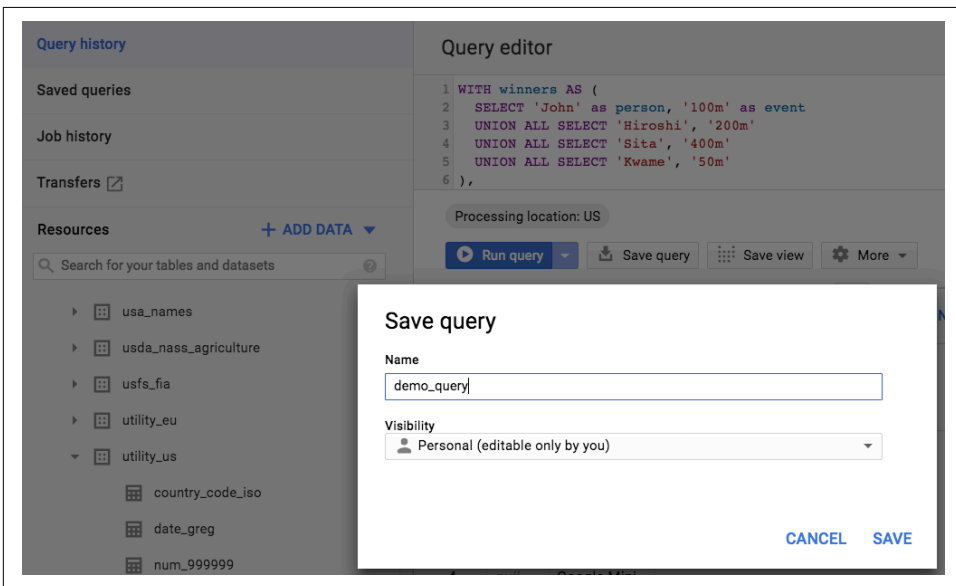 Query history
Saved queries
Job history
Transfers
Resources
ADD DATA
Search for your tables and datasets
usa_names
usda_nass_agriculture
usfs_fia
utility_eu
utility_us
country_code_iso
date_greg
num_999999
Query editor
1 WITH winners AS (
2 SELECT 'John' as person, '100m' as event
3 UNION ALL SELECT 'Hiroshi', '200m'
4 UNION ALL SELECT 'Sita', '400m'
5 UNION ALL SELECT 'Kwame', '50m'
6 ),
Processing location: US
Run query Save query Save view More
Save query
Name
demo_query
Visibility
Personal (editable only by you)
CANCEL SAVE